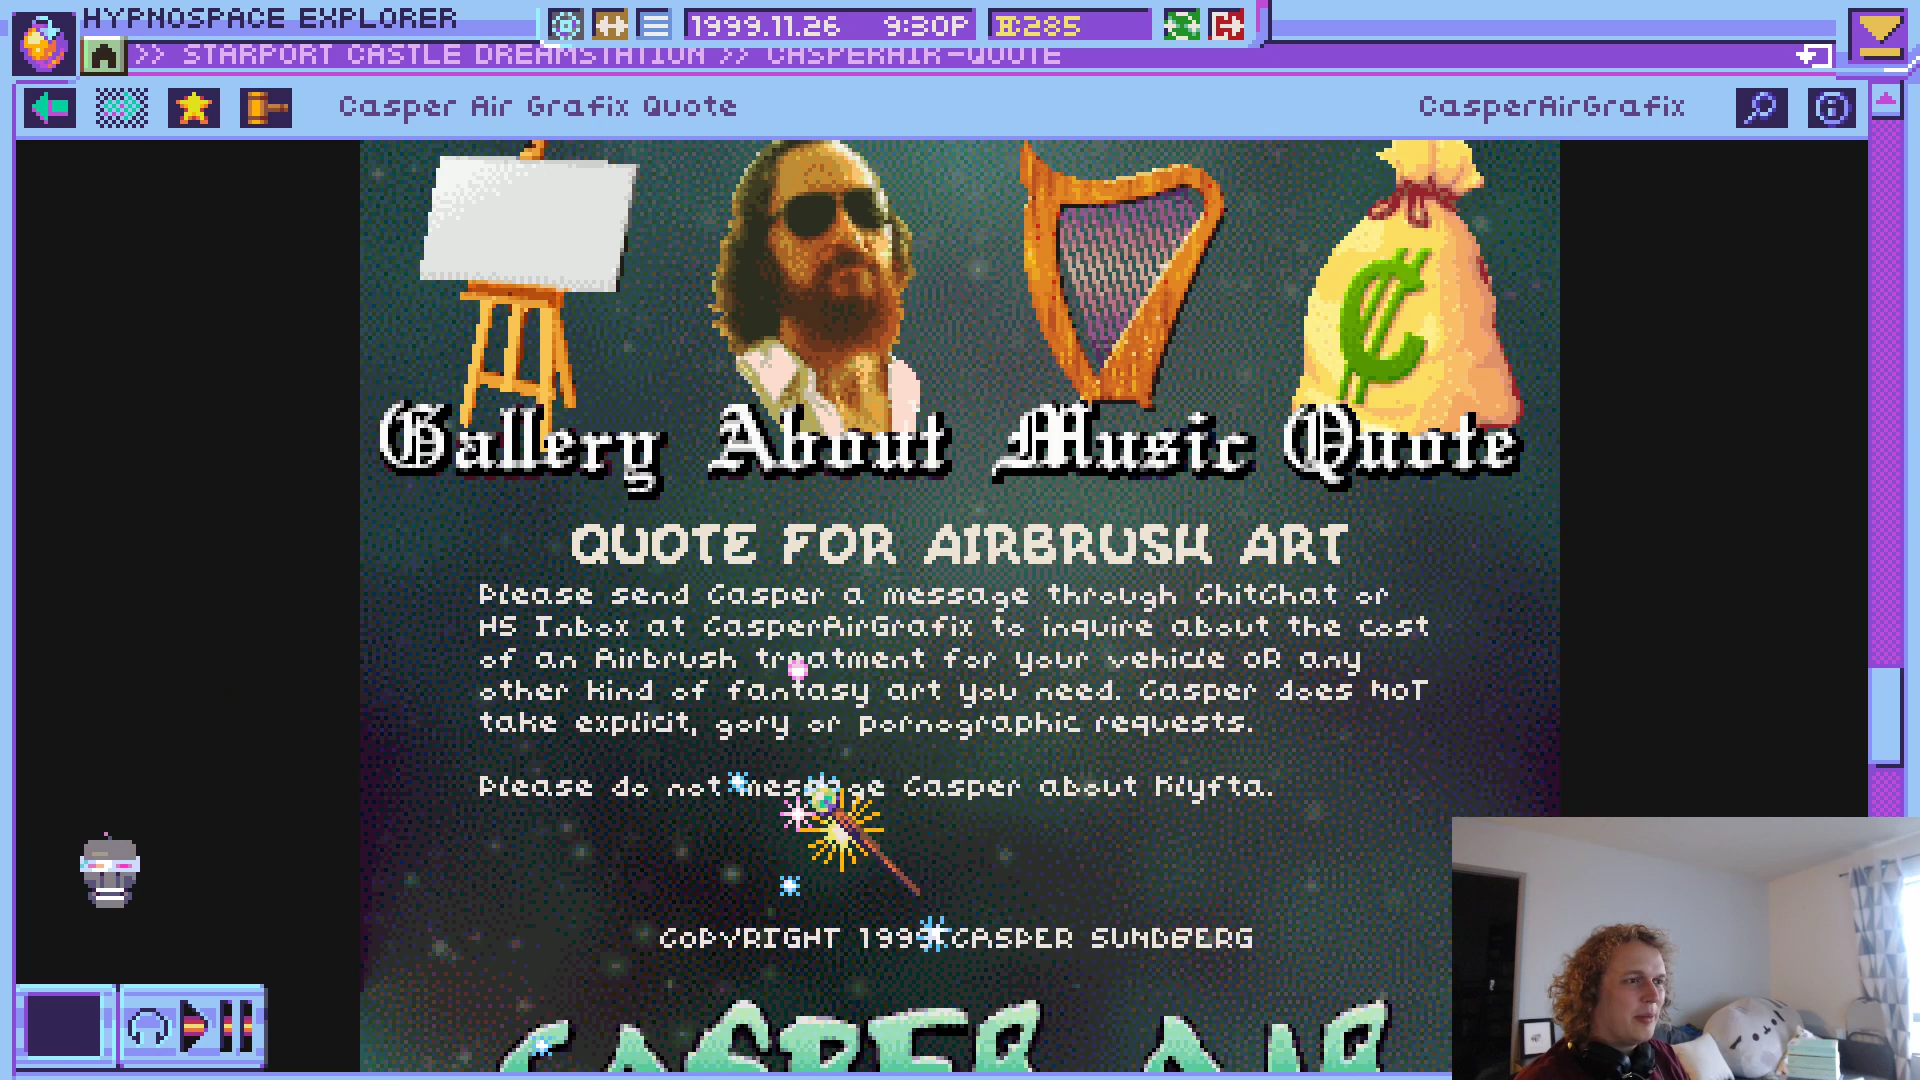 HYPNOSPACE EXPLORER
1999.11.26 9:30P
285
>> STARPORT CASTLE DREAMSTATION >> CASPERAIR-QUOTE
Casper Air Grafix Quote
CasperAirGrafix
Gallery About Music Quote
QUOTE FOR AIRBRUSH ART
Please send Casper a message through ChitChat or
HS Inbox at CasperAirGrafix to inquire about the cost
of an Airbrush treatment for your vehicle OR any
other kind of fantasy art you need. Casper does NOT
take explicit, gory or pornographic requests.
Please do not message Casper about Klyfta.
COPYRIGHT 199 CASPER SUNDBERG
CASPER AIR